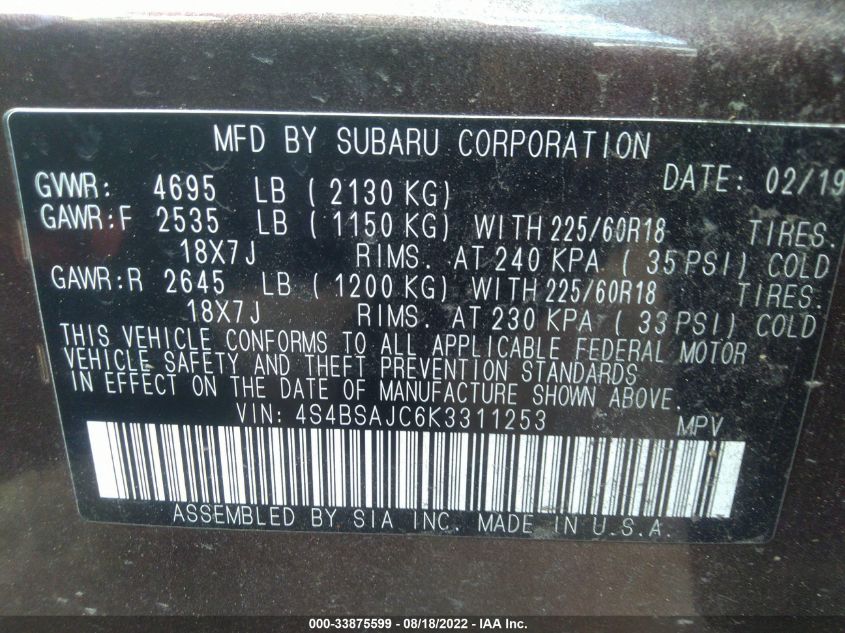 MFD BY SUBARU CORPORATION
GVWR: 4695 LB ( 2130 KG) DATE: 02/19
GAWR:F 2535 LB ( 1150 KG) WITH 225/60R18 TIRES.
18X7J RIMS. AT 240 KPA ( 35 PSI) COLD
GAWR:R 2645 LB ( 1200 KG) WITH 225/60R18 TIRES.
18X7J RIMS. AT 230 KPA ( 33 PSI) COLD
THIS VEHICLE CONFORMS TO ALL APPLICABLE FEDERAL MOTOR
VEHICLE SAFETY AND THEFT PREVENTION STANDARDS
IN EFFECT ON THE DATE OF MANUFACTURE SHOWN ABOVE.
VIN: 4S4BSAJC6K3311253 MPV
ASSEMBLED BY SIA INC. MADE IN U.S.A.
000-33875599 - 08/18/2022 - IAA Inc.